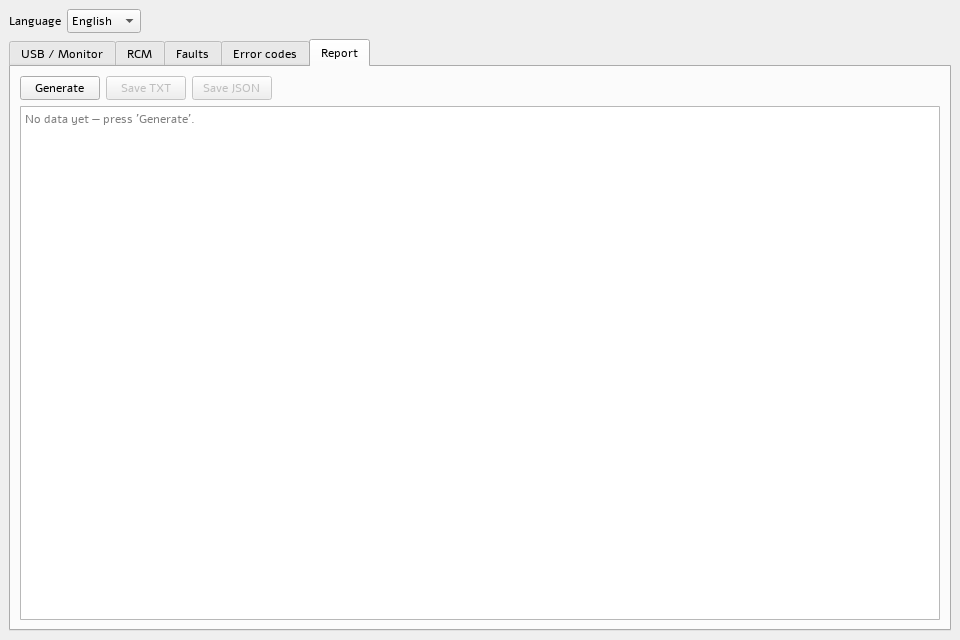 Language English
USB / Monitor RCM Faults Error codes Report
Generate Save TXT Save JSON
No data yet — press 'Generate'.